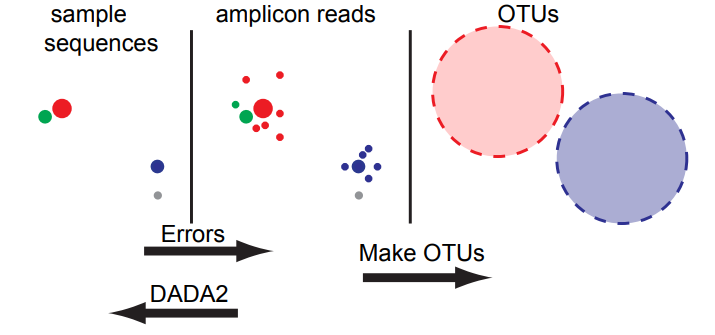 sample
sequences
amplicon reads
OTUs
Errors
Make OTUs
DADA2